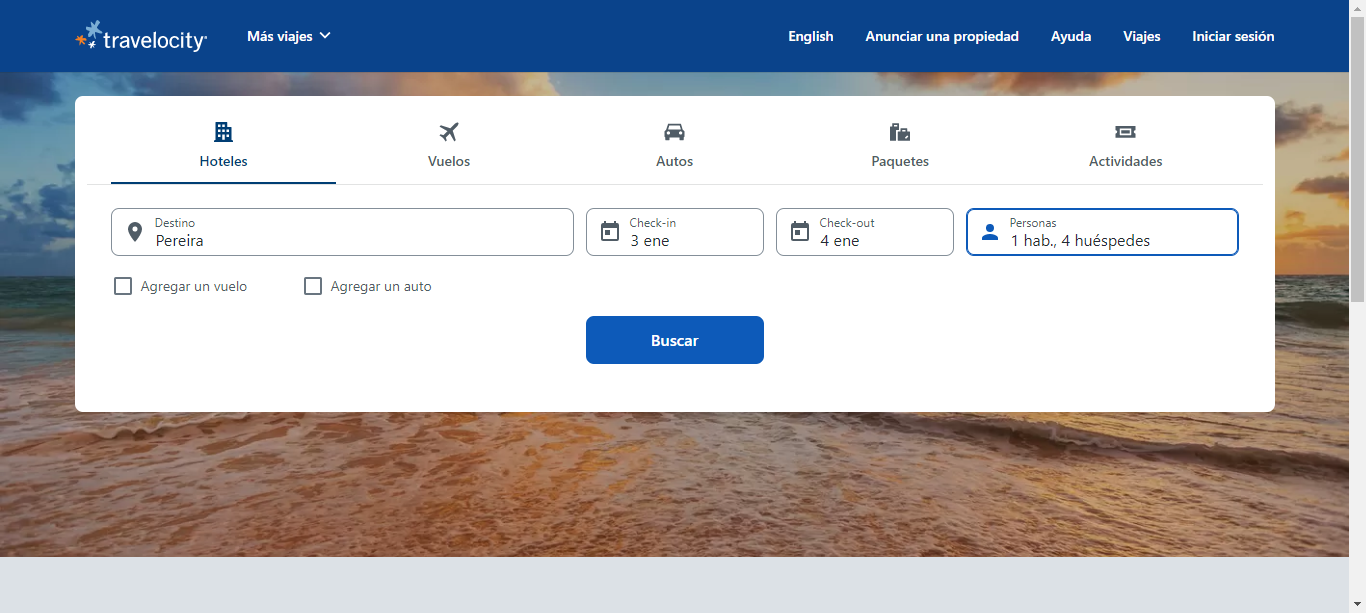 travelocity
Más viajes
English
Anunciar una propiedad
Ayuda
Viajes
Iniciar sesión
Hoteles
Vuelos
Autos
Paquetes
Actividades
Destino
Pereira
Check-in
3 ene
Check-out
4 ene
Personas
1 hab., 4 huéspedes
Agregar un vuelo
Agregar un auto
Buscar